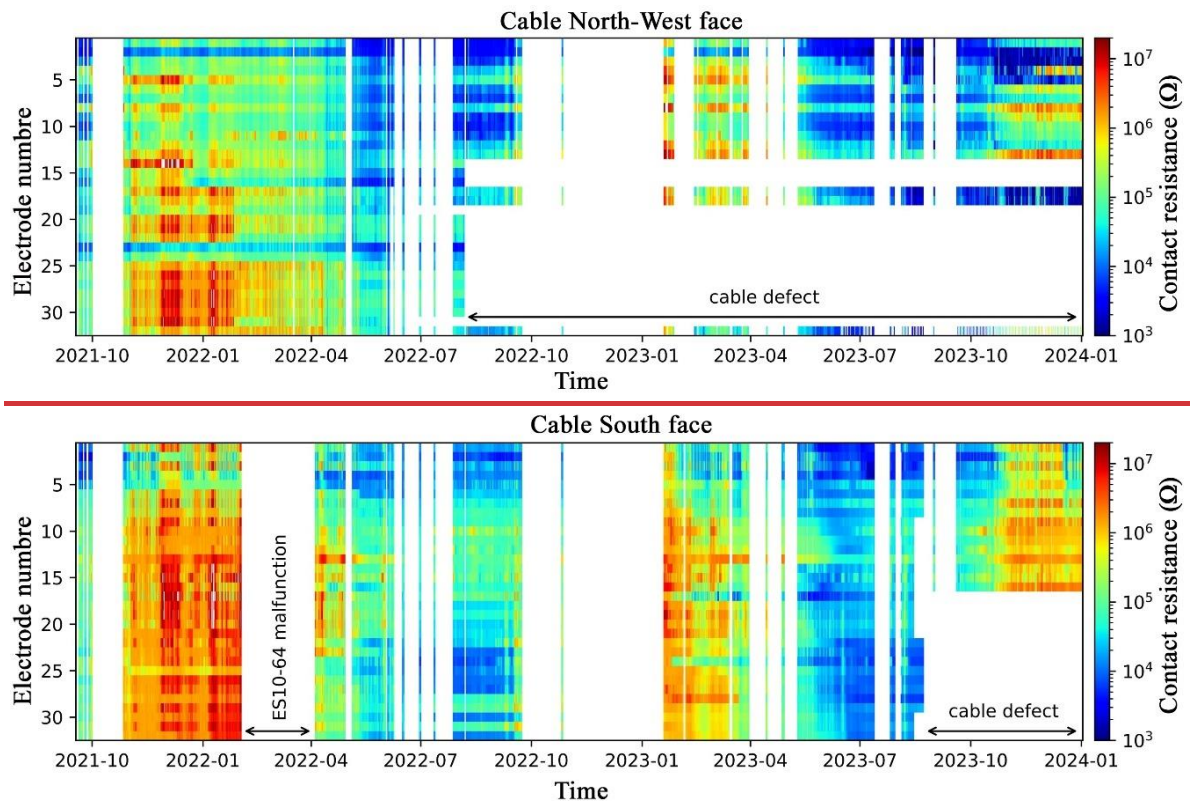 Cable North-West face
Electrode numbre
5
10
15
20
25
30
cable defect
2021-10 2022-01 2022-04 2022-07 2022-10 2023-01 2023-04 2023-07 2023-10 2024-01
Time
Contact resistance (Ω)
10⁷
10⁶
10⁵
10⁴
10³
Cable South face
Electrode numbre
5
10
15
20
25
30
ES10-64 malfunction
cable defect
2021-10 2022-01 2022-04 2022-07 2022-10 2023-01 2023-04 2023-07 2023-10 2024-01
Time
Contact resistance (Ω)
10⁷
10⁶
10⁵
10⁴
10³